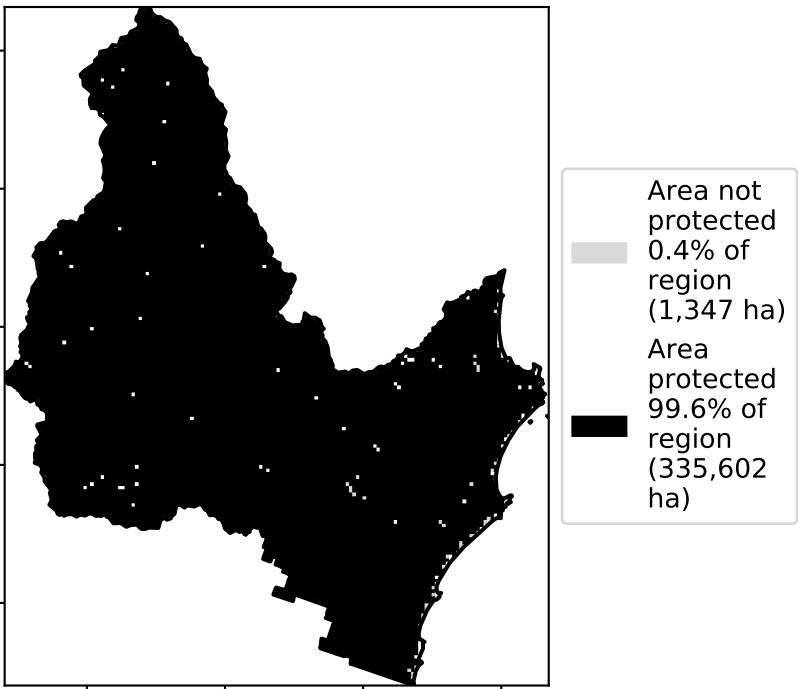 Area not
protected
0.4% of
region
(1,347 ha)
Area
protected
99.6% of
region
(335,602
ha)